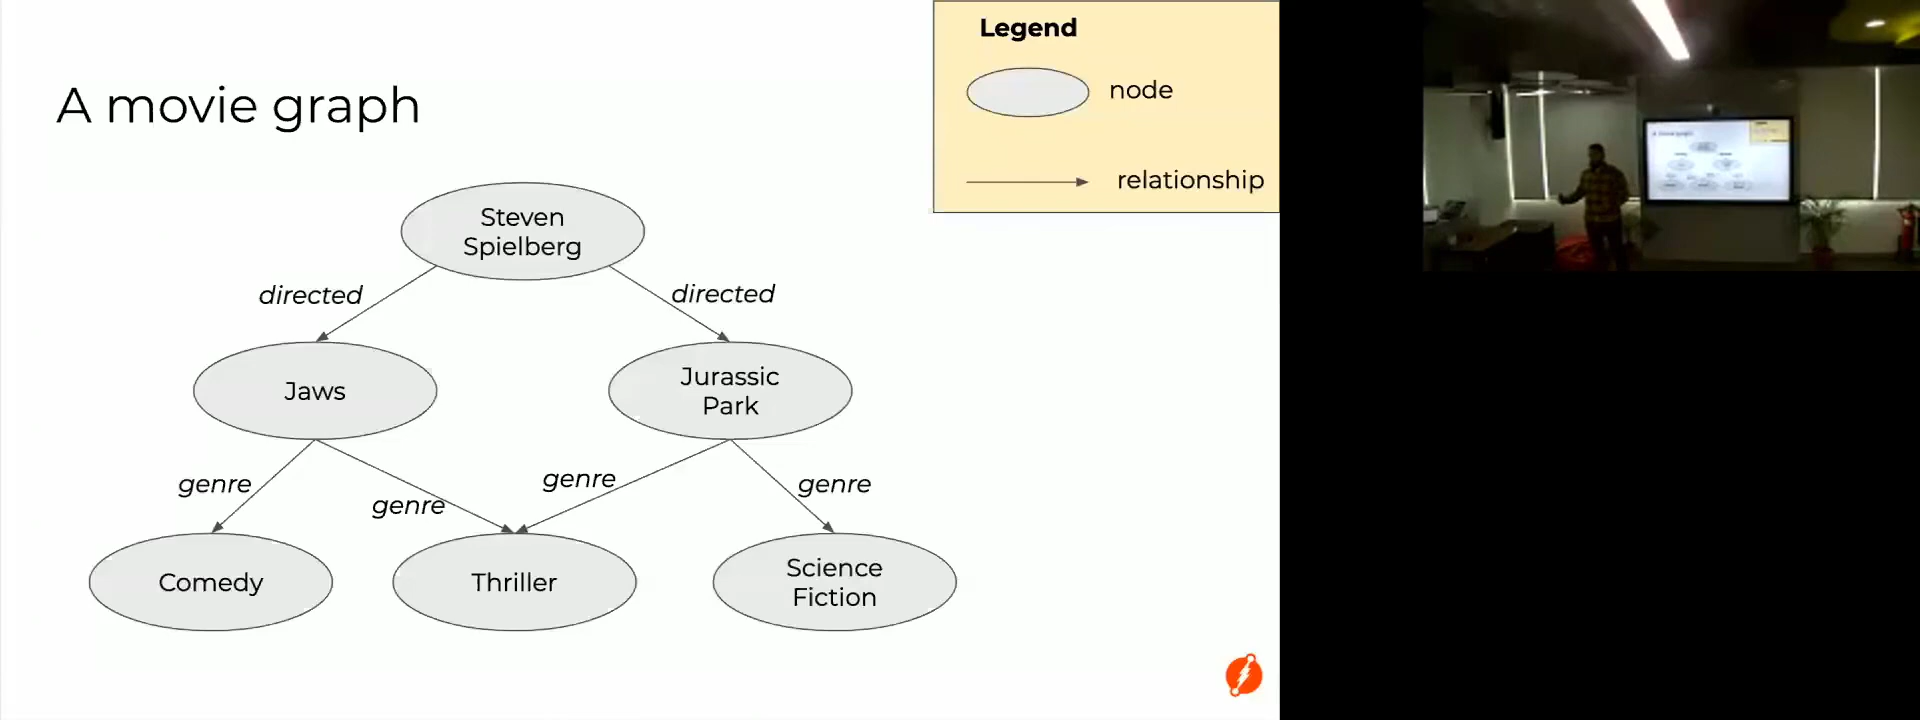 A movie graph
Legend
node
relationship
Steven
Spielberg
directed
directed
Jaws
Jurassic
Park
genre
genre
genre
genre
Comedy
Thriller
Science
Fiction